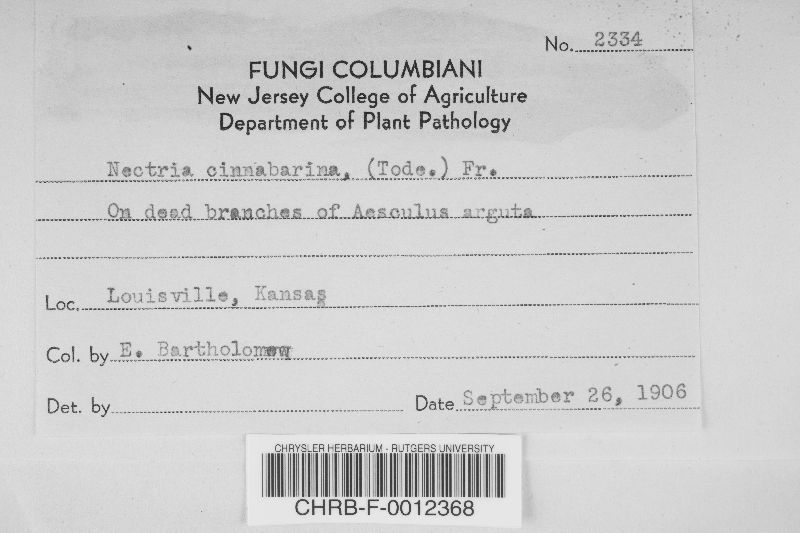 No. 2334
FUNGI COLUMBIANI
New Jersey College of Agriculture
Department of Plant Pathology
Nectria cinnabarina, (Tode.) Fr.
On dead branches of Aesculus arguta
Loc. Louisville, Kansas
Col. by E. Bartholomew
Det. by
Date September 26, 1906
CHRYSLER HERBARIUM - RUTGERS UNIVERSITY
CHRB-F-0012368